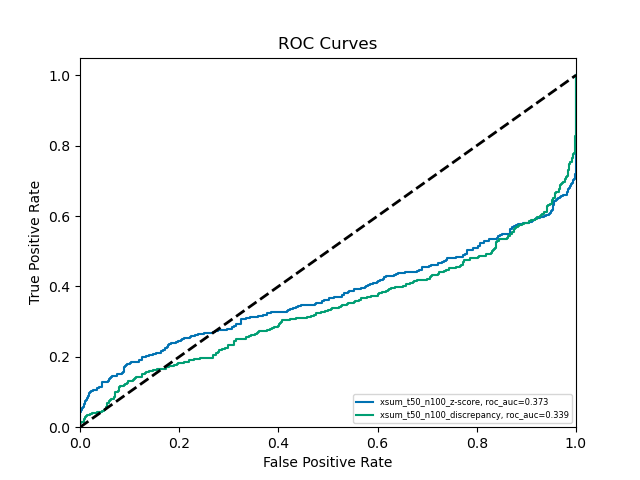 ROC Curves
True Positive Rate
1.0
0.8
0.6
0.4
0.2
0.0
0.0 0.2 0.4 0.6 0.8 1.0
False Positive Rate
xsum_t50_n100_z-score, roc_auc=0.373
xsum_t50_n100_discrepancy, roc_auc=0.339